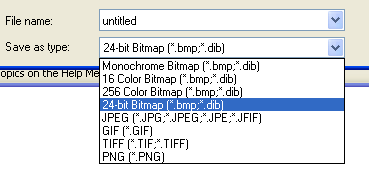 File name: untitled
Save as type: 24-bit Bitmap (*.bmp;*.dib)
Monochrome Bitmap (*.bmp;*.dib)
16 Color Bitmap (*.bmp;*.dib)
256 Color Bitmap (*.bmp;*.dib)
24-bit Bitmap (*.bmp;*.dib)
JPEG (*.JPG;*.JPEG;*.JPE;*.JFIF)
GIF (*.GIF)
TIFF (*.TIF;*.TIFF)
PNG (*.PNG)
opics on the Help Me